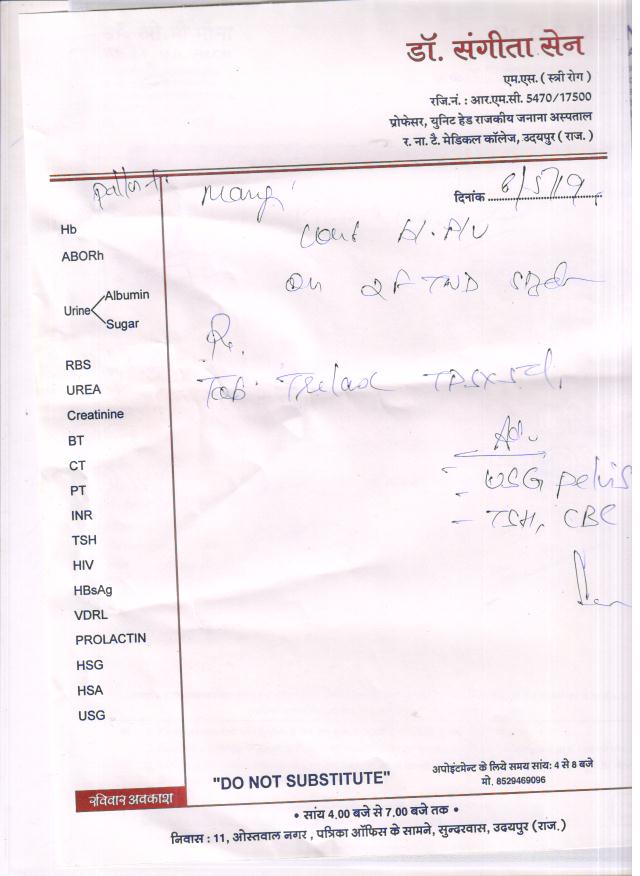 डॉ. संगीता सेन
एम.एस. ( स्त्री रोग )
रजि.नं. : आर.एम.सी. 5470/17500
प्रोफेसर, युनिट हेड राजकीय जनाना अस्पताल
र. ना. टै. मेडिकल कॉलेज, उदयपुर ( राज. )
दिनांक
Hb
ABORh
Urine
Albumin
Sugar
RBS
UREA
Creatinine
BT
CT
PT
INR
TSH
HIV
HBsAg
VDRL
PROLACTIN
HSG
HSA
USG
Rx.
Tab.
Adv.
- USG pelvis
- TSH, CBC
रविवार अवकाश
"DO NOT SUBSTITUTE"
अपोइंटमेन्ट के लिये समय सांय: 4 से 8 बजे
मो. 8529469096
• सांय 4.00 बजे से 7.00 बजे तक •
निवास : 11, ओस्तवाल नगर , पत्रिका ऑफिस के सामने, सुन्दरवास, उदयपुर (राज.)